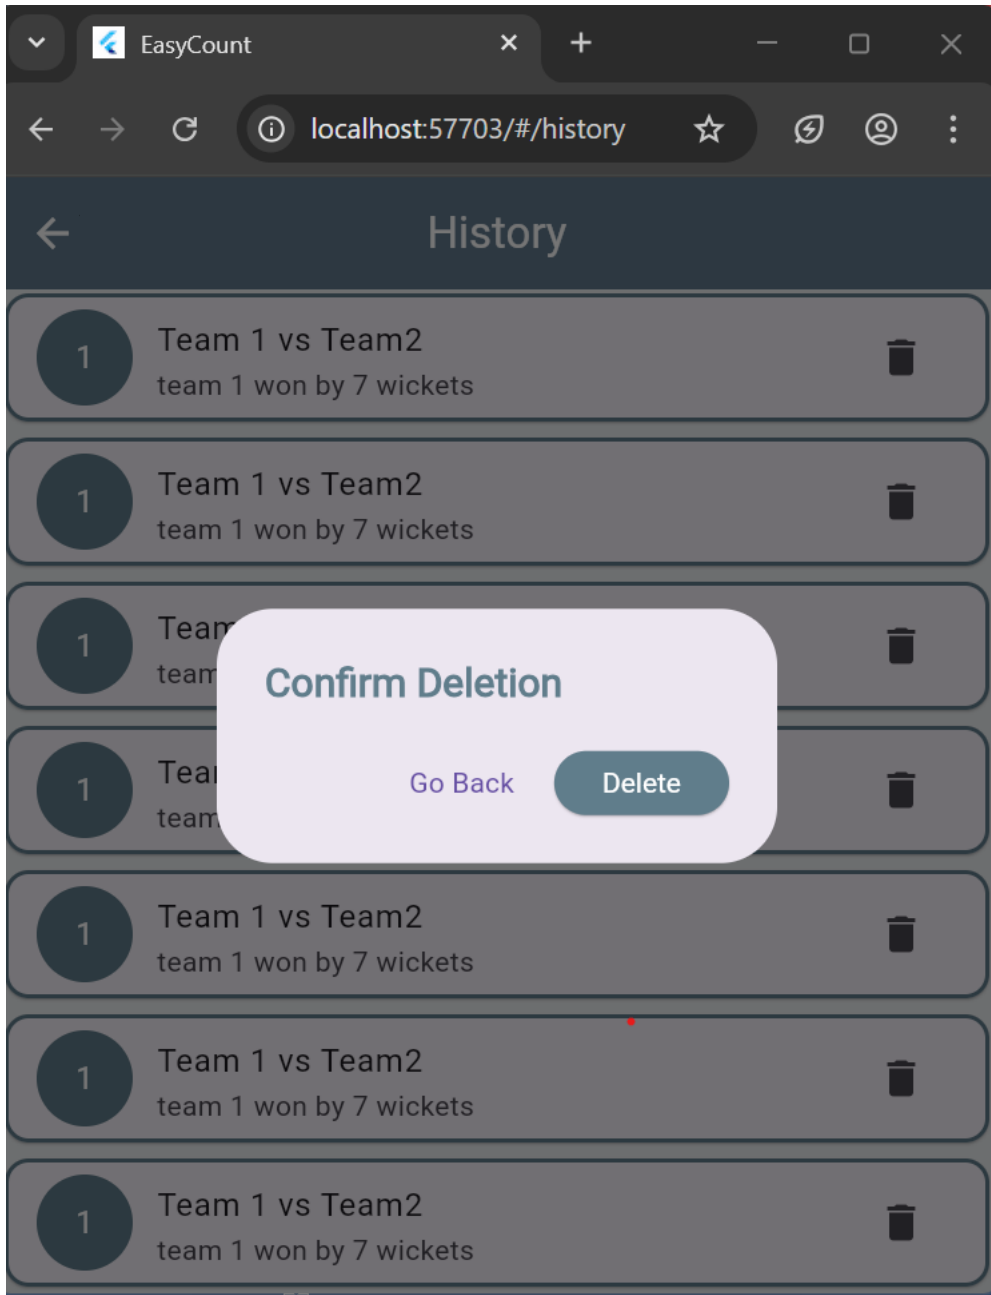 EasyCount
localhost:57703/#/history
History
1
Team 1 vs Team2
team 1 won by 7 wickets
1
Team 1 vs Team2
team 1 won by 7 wickets
1
Team
team
1
team
Confirm Deletion
Go Back
Delete
1
Team 1 vs Team2
team 1 won by 7 wickets
1
Team 1 vs Team2
team 1 won by 7 wickets
1
Team 1 vs Team2
team 1 won by 7 wickets